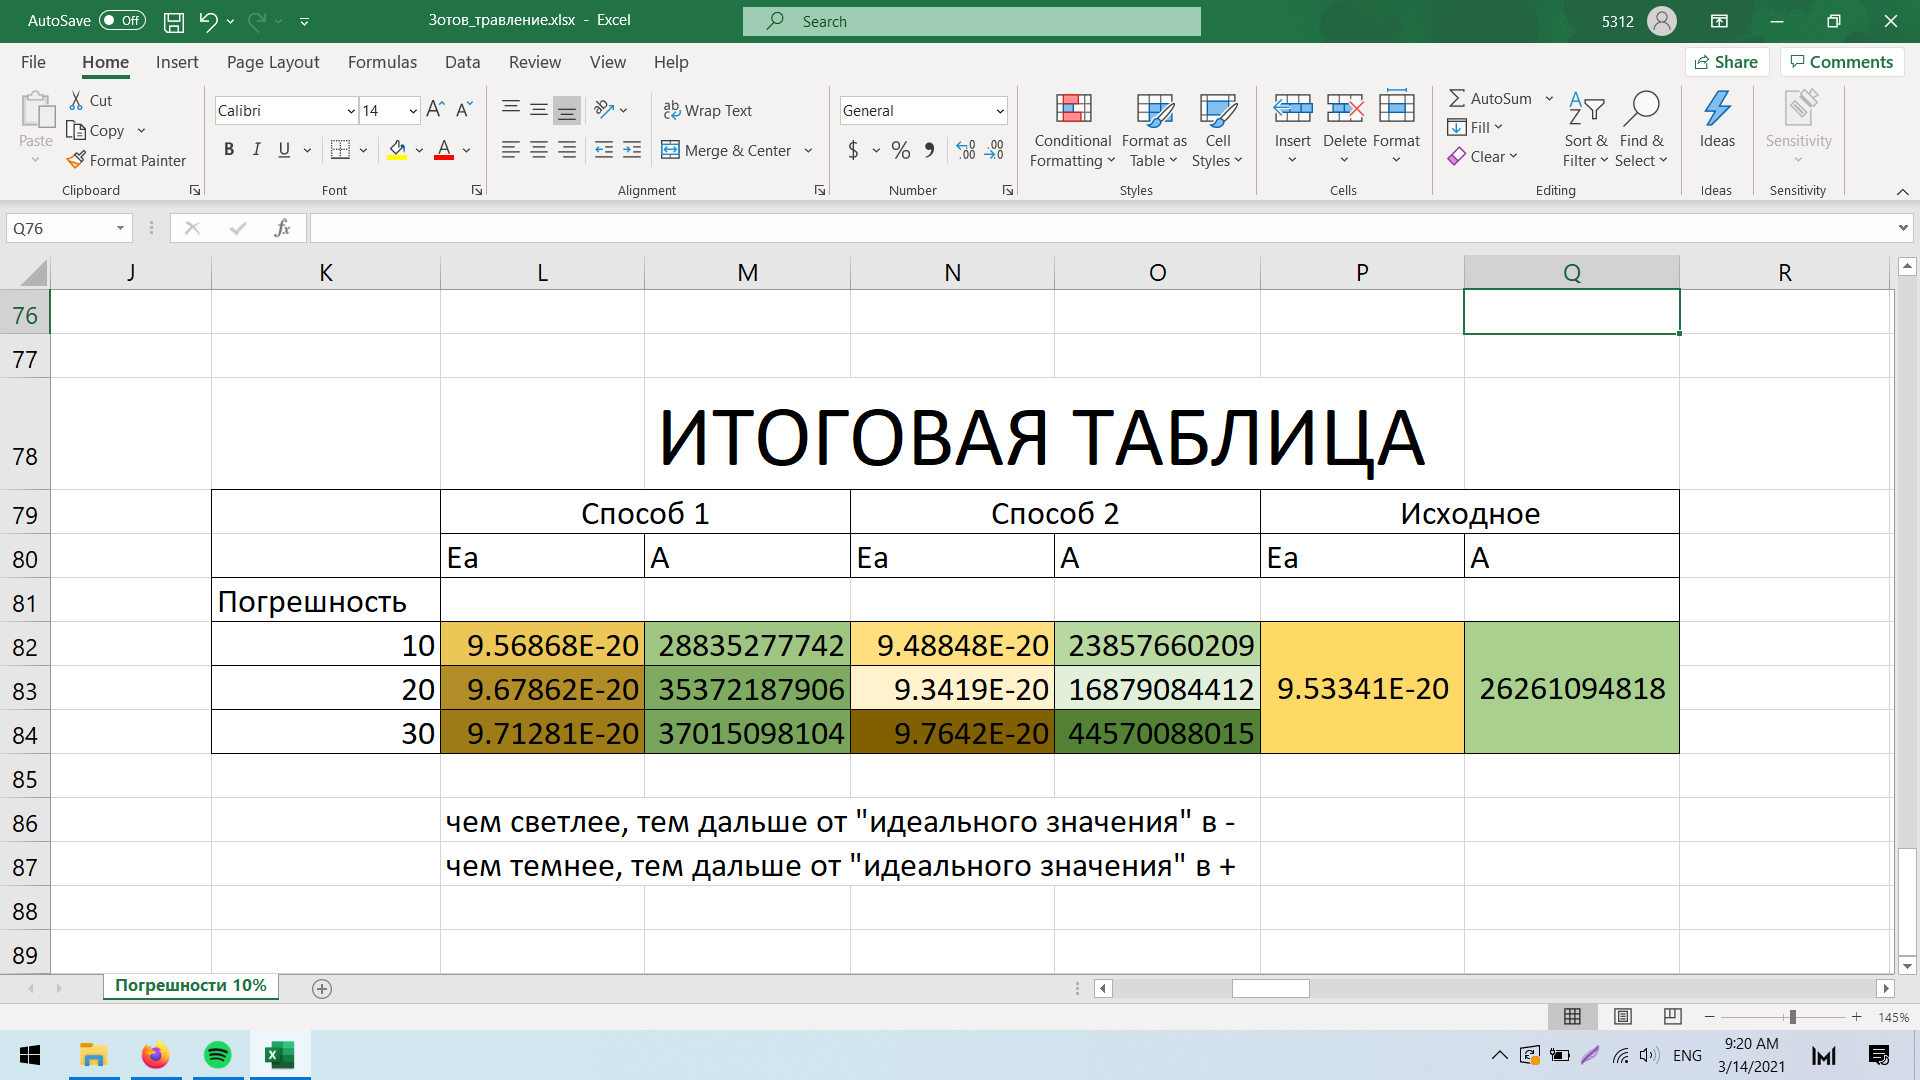 AutoSave Off Зотов_травление.xlsx - Excel Search 5312
File Home Insert Page Layout Formulas Data Review View Help Share Comments
Paste Cut Copy Format Painter Clipboard
Calibri 14 A A B I U A Font
ab Wrap Text Merge & Center Alignment
General $ % 9 .00 .00 Number
Conditional Formatting Format as Table Cell Styles Styles
Insert Delete Format Cells
AutoSum Fill Clear Sort & Filter Find & Select Editing
Ideas Ideas
Sensitivity Sensitivity
Q76 fx
J K L M N O P Q R
76
77
78 ИТОГОВАЯ ТАБЛИЦА
79 Способ 1 Способ 2 Исходное
80 Ea A Ea A Ea A
81 Погрешность
82 10 9.56868E-20 28835277742 9.48848E-20 23857660209
83 20 9.67862E-20 35372187906 9.3419E-20 16879084412 9.53341E-20 26261094818
84 30 9.71281E-20 37015098104 9.7642E-20 44570088015
85
86 чем светлее, тем дальше от "идеального значения" в -
87 чем темнее, тем дальше от "идеального значения" в +
88
89
Погрешности 10%
145%
ENG 9:20 AM
3/14/2021